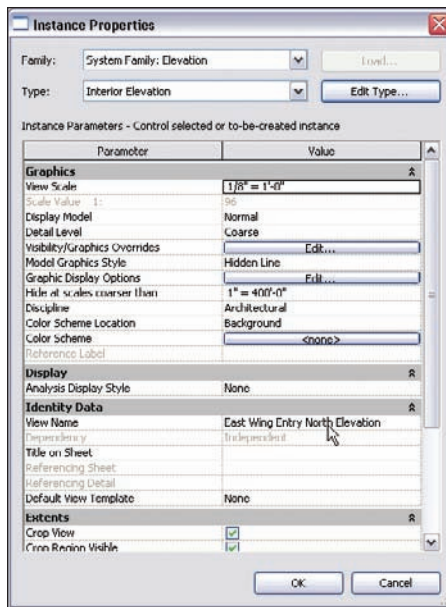 Instance Properties
Family: System Family: Elevation Load...
Type: Interior Elevation Edit Type...
Instance Parameters - Control selected or to-be-created instance
Parameter Value
Graphics
View Scale 1/8" = 1'-0"
Scale Value 1: 96
Display Model Normal
Detail Level Coarse
Visibility/Graphics Overrides Edit...
Model Graphics Style Hidden Line
Graphic Display Options Edit...
Hide at scales coarser than 1" = 400'-0"
Discipline Architectural
Color Scheme Location Background
Color Scheme <none>
Reference Label
Display
Analysis Display Style None
Identity Data
View Name East Wing Entry North Elevation
Dependency Independent
Title on Sheet
Referencing Sheet
Referencing Detail
Default View Template None
Extents
Crop View
Crop Region Visible
OK Cancel